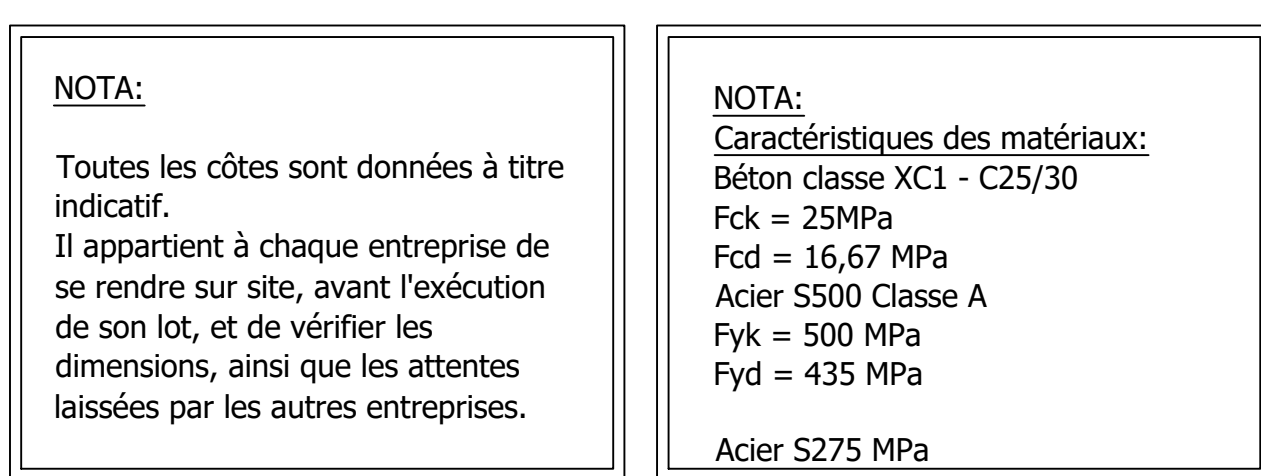 NOTA:
Toutes les côtes sont données à titre
indicatif.
Il appartient à chaque entreprise de
se rendre sur site, avant l'exécution
de son lot, et de vérifier les
dimensions, ainsi que les attentes
laissées par les autres entreprises.
NOTA:
Caractéristiques des matériaux:
Béton classe XC1 - C25/30
Fck = 25MPa
Fcd = 16,67 MPa
Acier S500 Classe A
Fyk = 500 MPa
Fyd = 435 MPa
Acier S275 MPa